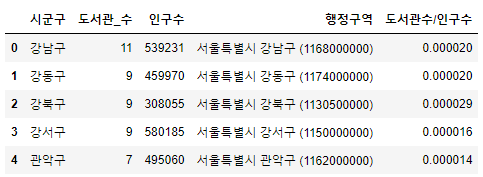 시군구 도서관_수 인구수 행정구역 도서관수/인구수
0 강남구 11 539231 서울특별시 강남구 (1168000000) 0.000020
1 강동구 9 459970 서울특별시 강동구 (1174000000) 0.000020
2 강북구 9 308055 서울특별시 강북구 (1130500000) 0.000029
3 강서구 9 580185 서울특별시 강서구 (1150000000) 0.000016
4 관악구 7 495060 서울특별시 관악구 (1162000000) 0.000014